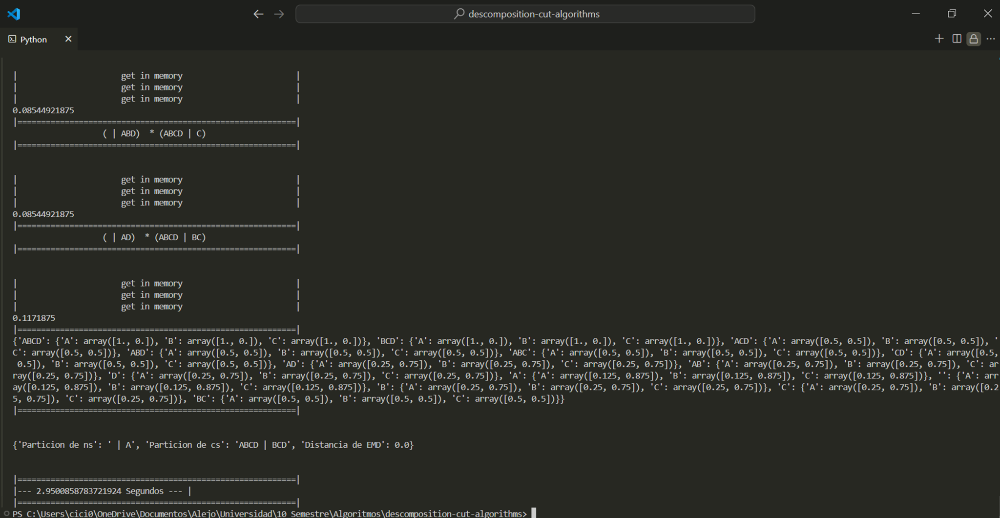 descomposition-cut-algorithms
Python
| get in memory |
| get in memory |
| get in memory |
0.08544921875
|===========================================================|
( | ABD) * (ABCD | C)
|===========================================================|
| get in memory |
| get in memory |
| get in memory |
0.08544921875
|===========================================================|
( | AD) * (ABCD | BC)
|===========================================================|
| get in memory |
| get in memory |
| get in memory |
0.1171875
|===========================================================|
{'ABCD': {'A': array([1., 0.]), 'B': array([1., 0.]), 'C': array([1., 0.])}, 'BCD': {'A': array([1., 0.]), 'B': array([1., 0.]), 'C': array([1., 0.])}, 'ACD': {'A': array([0.5, 0.5]), 'B': array([0.5, 0.5]), '
C': array([0.5, 0.5])}, 'ABD': {'A': array([0.5, 0.5]), 'B': array([0.5, 0.5]), 'C': array([0.5, 0.5])}, 'ABC': {'A': array([0.5, 0.5]), 'B': array([0.5, 0.5]), 'C': array([0.5, 0.5])}, 'CD': {'A': array([0.5,
0.5]), 'B': array([0.5, 0.5]), 'C': array([0.5, 0.5])}, 'AD': {'A': array([0.25, 0.75]), 'B': array([0.25, 0.75]), 'C': array([0.25, 0.75])}, 'AB': {'A': array([0.25, 0.75]), 'B': array([0.25, 0.75]), 'C': ar
ray([0.25, 0.75])}, 'D': {'A': array([0.25, 0.75]), 'B': array([0.25, 0.75]), 'C': array([0.25, 0.75])}, 'A': {'A': array([0.125, 0.875]), 'B': array([0.125, 0.875]), 'C': array([0.125, 0.875])}, '': {'A': arr
ay([0.125, 0.875]), 'B': array([0.125, 0.875]), 'C': array([0.125, 0.875])}, 'B': {'A': array([0.25, 0.75]), 'B': array([0.25, 0.75]), 'C': array([0.25, 0.75])}, 'C': {'A': array([0.25, 0.75]), 'B': array([0.2
5, 0.75]), 'C': array([0.25, 0.75])}, 'BC': {'A': array([0.5, 0.5]), 'B': array([0.5, 0.5]), 'C': array([0.5, 0.5])}}
|===========================================================|
{'Particion de ns': ' | A', 'Particion de cs': 'ABCD | BCD', 'Distancia de EMD': 0.0}
|===========================================================|
|--- 2.9500858783721924 Segundos --- |
|===========================================================|
PS C:\Users\cici0\OneDrive\Documentos\Alejo\Universidad\10 Semestre\Algoritmos\descomposition-cut-algorithms>